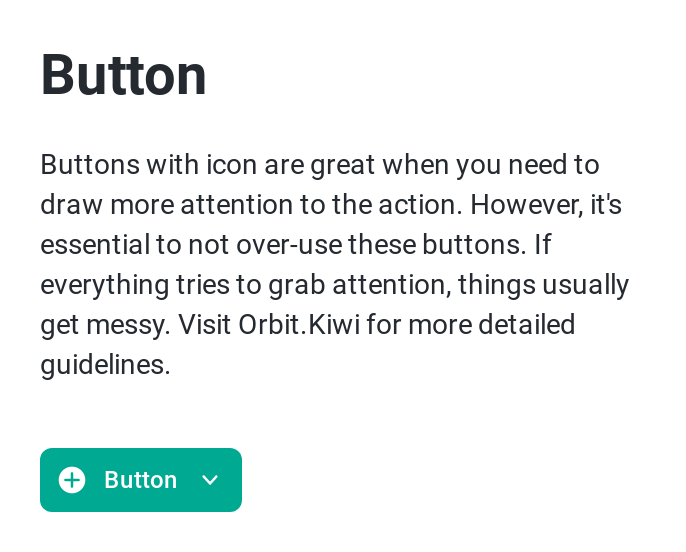 Button
Buttons with icon are great when you need to
draw more attention to the action. However, it's
essential to not over-use these buttons. If
everything tries to grab attention, things usually
get messy. Visit Orbit.Kiwi for more detailed
guidelines.
Button